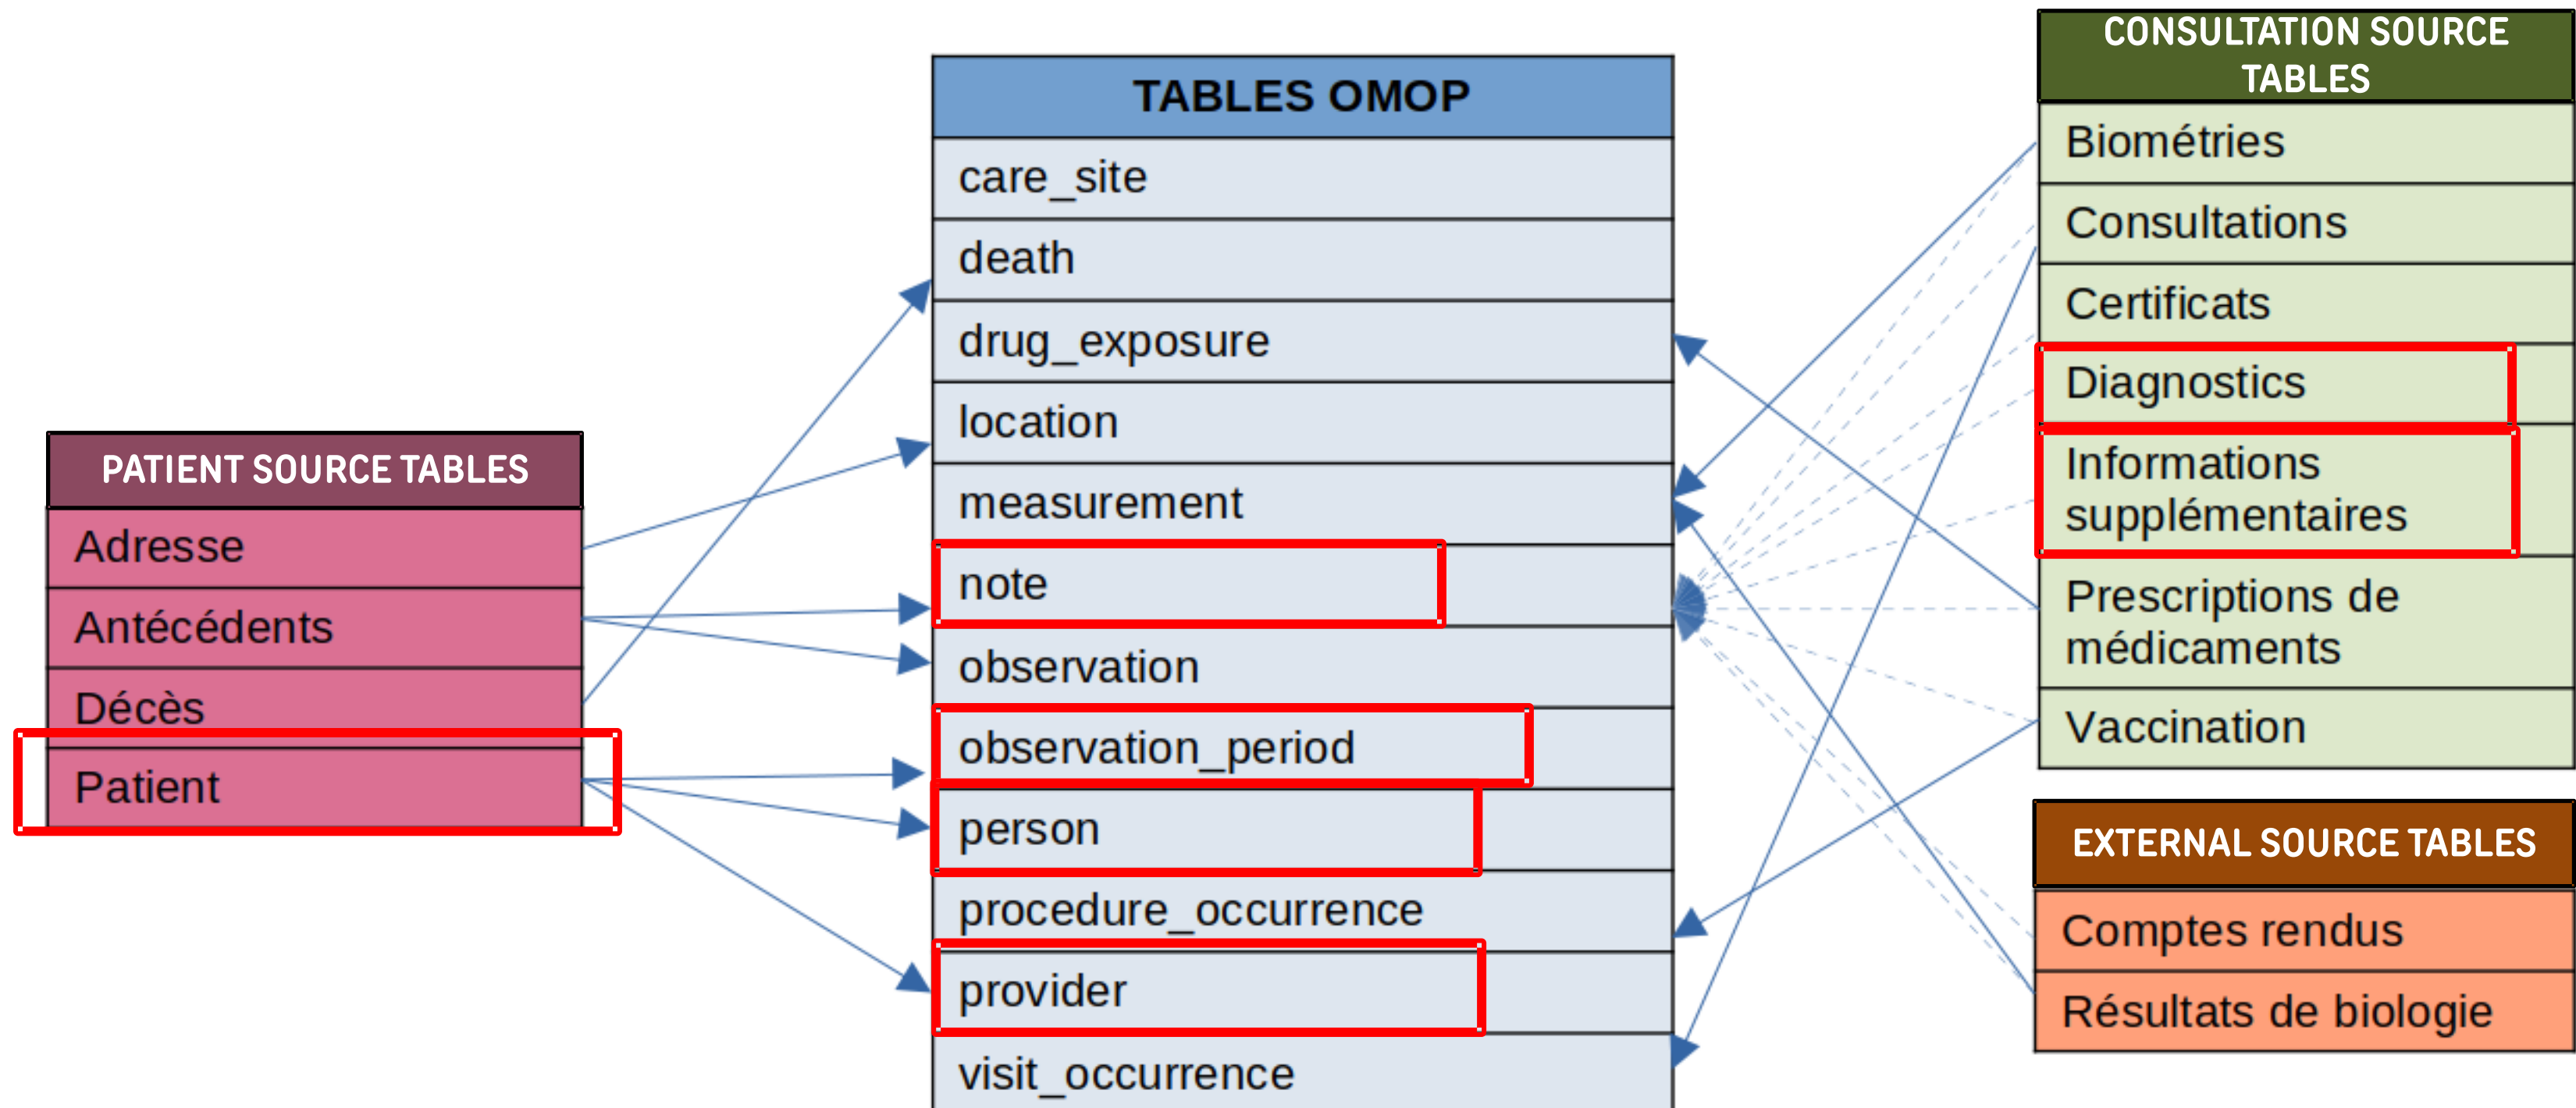 PATIENT SOURCE TABLES
Adresse
Antécédents
Décès
Patient
TABLES OMOP
care_site
death
drug_exposure
location
measurement
note
observation
observation_period
person
procedure_occurrence
provider
visit_occurrence
CONSULTATION SOURCE
TABLES
Biométries
Consultations
Certificats
Diagnostics
Informations
supplémentaires
Prescriptions de
médicaments
Vaccination
EXTERNAL SOURCE TABLES
Comptes rendus
Résultats de biologie